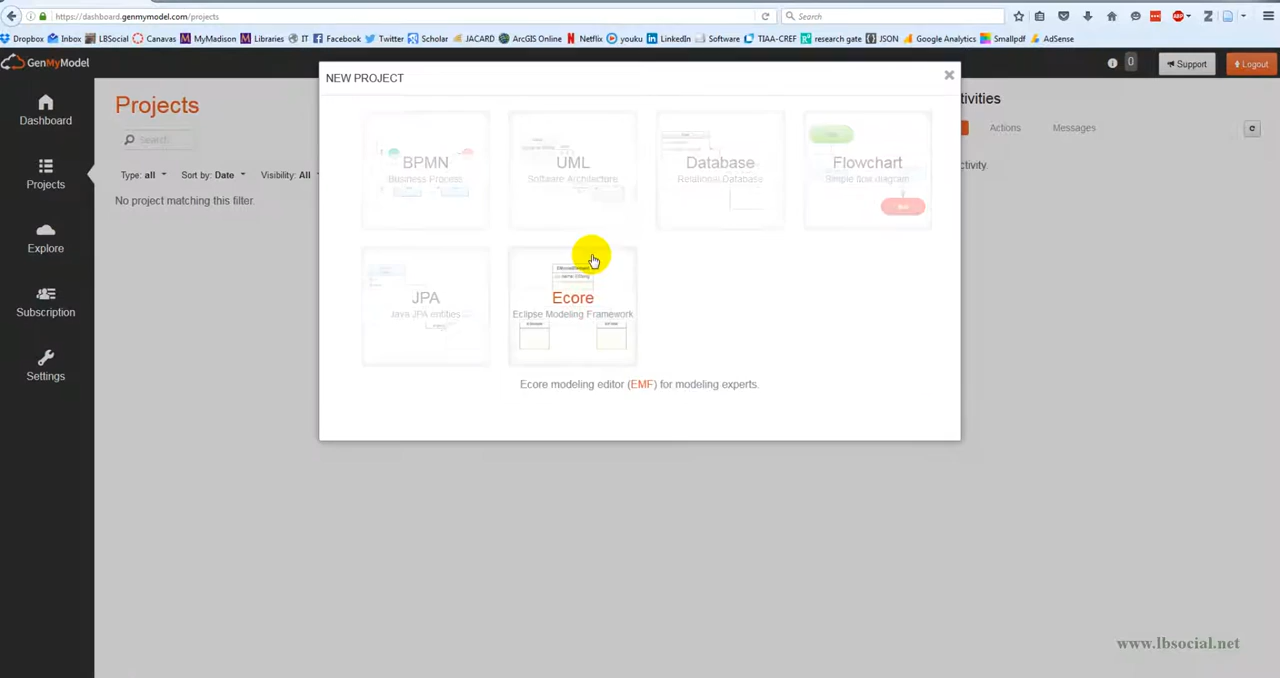 https://dashboard.genmymodel.com/projects
Search
Dropbox Inbox LBSocial Canavas MyMadison Libraries IT Facebook Twitter Scholar JACARD ArcGIS Online Netflix youku LinkedIn Software TIAA-CREF research gate JSON Google Analytics Smallpdf AdSense
GenMyModel
0
Support
Logout
NEW PROJECT
Dashboard
Projects
Explore
Subscription
Settings
Projects
Search
Type: all
Sort by: Date
Visibility: All
No project matching this filter.
BPMN
Business Process
UML
Software Architecture
Database
Relational Database
Flowchart
Simple flow diagram
JPA
Java JPA entities
Ecore
Eclipse Modeling Framework
Ecore modeling editor (EMF) for modeling experts.
tivities
Actions
Messages
ctivity.
www.lbsocial.net